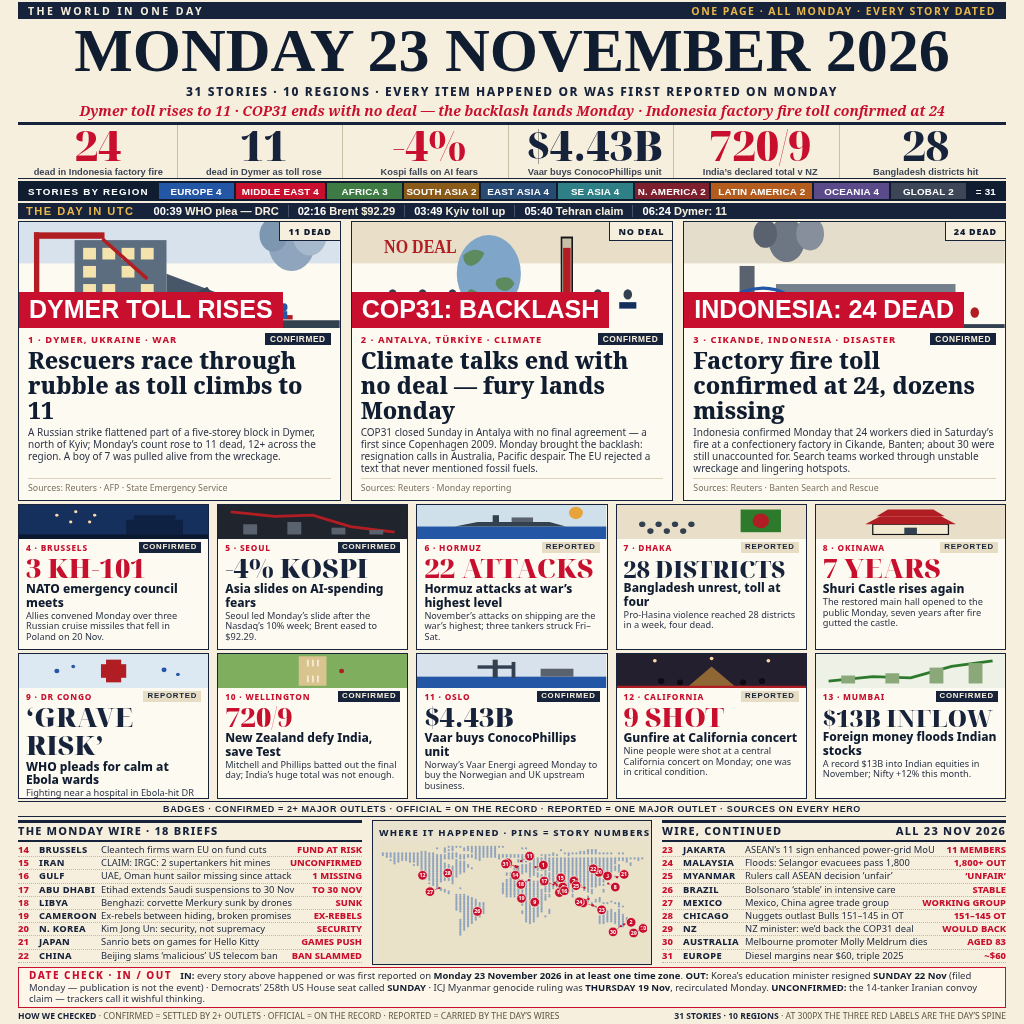 THE WORLD IN ONE DAY
ONE PAGE · ALL MONDAY · EVERY STORY DATED
MONDAY 23 NOVEMBER 2026
31 STORIES · 10 REGIONS · EVERY ITEM HAPPENED OR WAS FIRST REPORTED ON MONDAY
Dymer toll rises to 11 · COP31 ends with no deal — the backlash lands Monday · Indonesia factory fire toll confirmed at 24
24
dead in Indonesia factory fire
11
dead in Dymer as toll rose
-4%
Kospi falls on AI fears
$4.43B
Vaar buys ConocoPhillips unit
720/9
India's declared total v NZ
28
Bangladesh districts hit
STORIES BY REGION
EUROPE 4
MIDDLE EAST 4
AFRICA 3
SOUTH ASIA 2
EAST ASIA 4
SE ASIA 4
N. AMERICA 2
LATIN AMERICA 2
OCEANIA 4
GLOBAL 2
= 31
THE DAY IN UTC
00:39 WHO plea — DRC
02:16 Brent $92.29
03:49 Kyiv toll up
05:40 Tehran claim
06:24 Dymer: 11
11 DEAD
DYMER TOLL RISES
1 · DYMER, UKRAINE · WAR
CONFIRMED
Rescuers race through
rubble as toll climbs to
11
A Russian strike flattened part of a five-storey block in Dymer,
north of Kyiv; Monday's count rose to 11 dead, 12+ across the
region. A boy of 7 was pulled alive from the wreckage.
Sources: Reuters · AFP · State Emergency Service
NO DEAL
NO DEAL
COP31: BACKLASH
2 · ANTALYA, TÜRKİYE · CLIMATE
CONFIRMED
Climate talks end with
no deal — fury lands
Monday
COP31 closed Sunday in Antalya with no final agreement — a
first since Copenhagen 2009. Monday brought the backlash:
resignation calls in Australia, Pacific despair. The EU rejected a
text that never mentioned fossil fuels.
Sources: Reuters · Monday reporting
24 DEAD
INDONESIA: 24 DEAD
3 · CIKANDE, INDONESIA · DISASTER
CONFIRMED
Factory fire toll
confirmed at 24, dozens
missing
Indonesia confirmed Monday that 24 workers died in Saturday's
fire at a confectionery factory in Cikande, Banten; about 30 were
still unaccounted for. Search teams worked through unstable
wreckage and lingering hotspots.
Sources: Reuters · Banten Search and Rescue
4 · BRUSSELS
CONFIRMED
3 KH-101
NATO emergency council
meets
Allies convened Monday over three
Russian cruise missiles that fell in
Poland on 20 Nov.
5 · SEOUL
CONFIRMED
-4% KOSPI
Asia slides on AI-spending
fears
Seoul led Monday's slide after the
Nasdaq's 10% week; Brent eased to
$92.29.
6 · HORMUZ
REPORTED
22 ATTACKS
Hormuz attacks at war's
highest level
November's attacks on shipping are the
war's highest; three tankers struck Fri–
Sat.
7 · DHAKA
REPORTED
28 DISTRICTS
Bangladesh unrest, toll at
four
Pro-Hasina violence reached 28 districts
in a week, four dead.
8 · OKINAWA
REPORTED
7 YEARS
Shuri Castle rises again
The restored main hall opened to the
public Monday, seven years after fire
gutted the castle.
9 · DR CONGO
REPORTED
'GRAVE
RISK'
WHO pleads for calm at
Ebola wards
Fighting near a hospital in Ebola-hit DR
10 · WELLINGTON
CONFIRMED
720/9
New Zealand defy India,
save Test
Mitchell and Phillips batted out the final
day; India's huge total was not enough.
11 · OSLO
CONFIRMED
$4.43B
Vaar buys ConocoPhillips
unit
Norway's Vaar Energi agreed Monday to
buy the Norwegian and UK upstream
business.
12 · CALIFORNIA
REPORTED
9 SHOT
Gunfire at California concert
Nine people were shot at a central
California concert on Monday; one was
in critical condition.
13 · MUMBAI
CONFIRMED
$13B INFLOW
Foreign money floods Indian
stocks
A record $13B into Indian equities in
November; Nifty +12% this month.
BADGES · CONFIRMED = 2+ MAJOR OUTLETS · OFFICIAL = ON THE RECORD · REPORTED = ONE MAJOR OUTLET · SOURCES ON EVERY HERO
THE MONDAY WIRE · 18 BRIEFS
14 BRUSSELS Cleantech firms warn EU on fund cuts FUND AT RISK
15 IRAN CLAIM: IRGC: 2 supertankers hit mines UNCONFIRMED
16 GULF UAE, Oman hunt sailor missing since attack 1 MISSING
17 ABU DHABI Etihad extends Saudi suspensions to 30 Nov TO 30 NOV
18 LIBYA Benghazi: corvette Merkury sunk by drones SUNK
19 CAMEROON Ex-rebels between hiding, broken promises EX-REBELS
20 N. KOREA Kim Jong Un: security, not supremacy SECURITY
21 JAPAN Sanrio bets on games for Hello Kitty GAMES PUSH
22 CHINA Beijing slams 'malicious' US telecom ban BAN SLAMMED
WHERE IT HAPPENED · PINS = STORY NUMBERS
WIRE, CONTINUED
ALL 23 NOV 2026
23 JAKARTA ASEAN's 11 sign enhanced power-grid MoU 11 MEMBERS
24 MALAYSIA Floods: Selangor evacuees pass 1,800 1,800+ OUT
25 MYANMAR Rulers call ASEAN decision 'unfair' 'UNFAIR'
26 BRAZIL Bolsonaro 'stable' in intensive care STABLE
27 MEXICO Mexico, China agree trade group WORKING GROUP
28 CHICAGO Nuggets outlast Bulls 151–145 in OT 151–145 OT
29 NZ NZ minister: we'd back the COP31 deal WOULD BACK
30 AUSTRALIA Melbourne promoter Molly Meldrum dies AGED 83
31 EUROPE Diesel margins near $60, triple 2025 ~$60
DATE CHECK · IN / OUT IN: every story above happened or was first reported on Monday 23 November 2026 in at least one time zone. OUT: Korea's education minister resigned SUNDAY 22 Nov (filed
Monday — publication is not the event) · Democrats' 258th US House seat called SUNDAY · ICJ Myanmar genocide ruling was THURSDAY 19 Nov, recirculated Monday. UNCONFIRMED: the 14-tanker Iranian convoy
claim — trackers call it wishful thinking.
HOW WE CHECKED · CONFIRMED = SETTLED BY 2+ OUTLETS · OFFICIAL = ON THE RECORD · REPORTED = CARRIED BY THE DAY'S WIRES
31 STORIES · 10 REGIONS · AT 300PX THE THREE RED LABELS ARE THE DAY'S SPINE